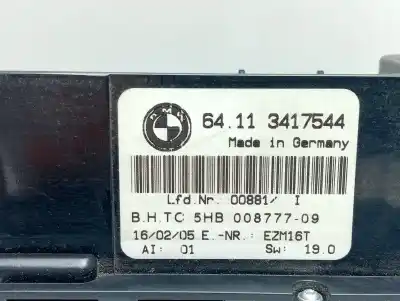 BMW
64.11 3417544
Made in Germany
Lfd.Nr. 00881/ I
B.H.TC 5HB 008777-09
16/02/05 E.-NR.: EZM16T
AI: 01 SW: 19.0